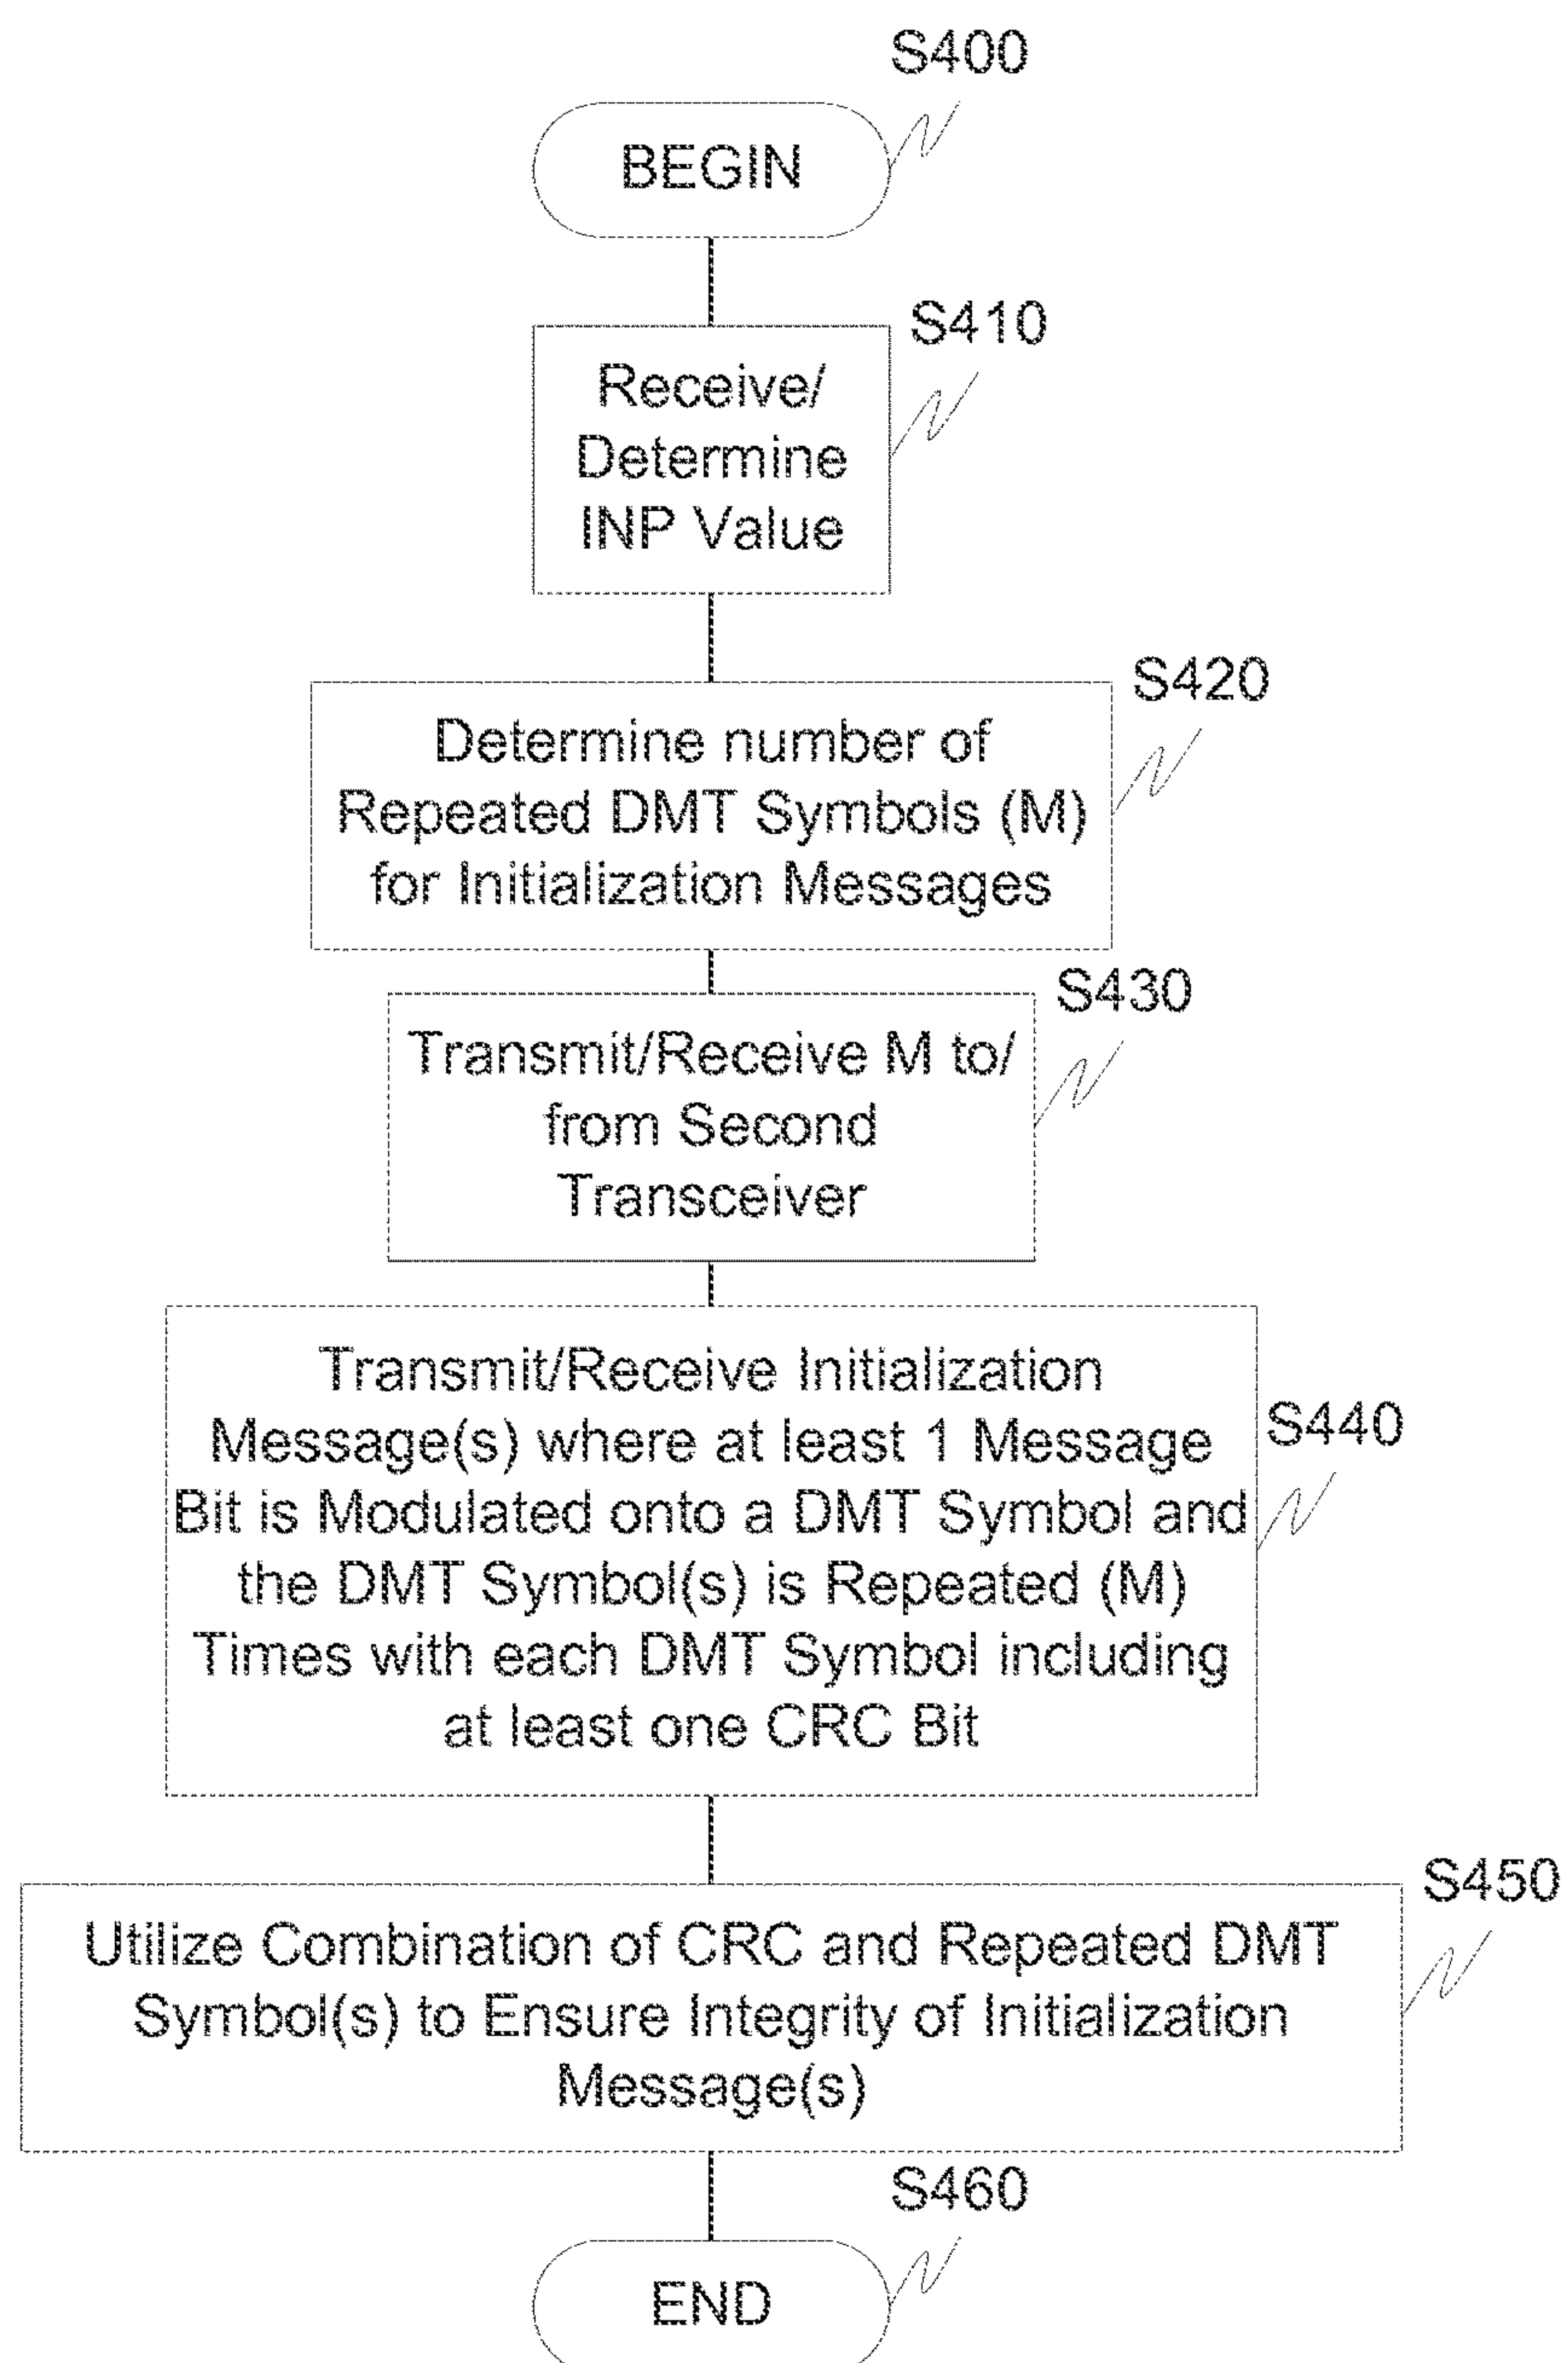 S400
BEGIN
S410
Receive/
Determine
INP Value
S420
Determine number of
Repeated DMT Symbols (M)
for Initialization Messages
S430
Transmit/Receive M to/
from Second
Transceiver
Transmit/Receive Initialization
Message(s) where at least 1 Message
S440
Bit is Modulated onto a DMT Symbol and
the DMT Symbol(s) is Repeated (M)
Times with each DMT Symbol including
at least one CRC Bit
S450
Utilize Combination of CRC and Repeated DMT
Symbol(s) to Ensure Integrity of Initialization
Message(s)
S460
END